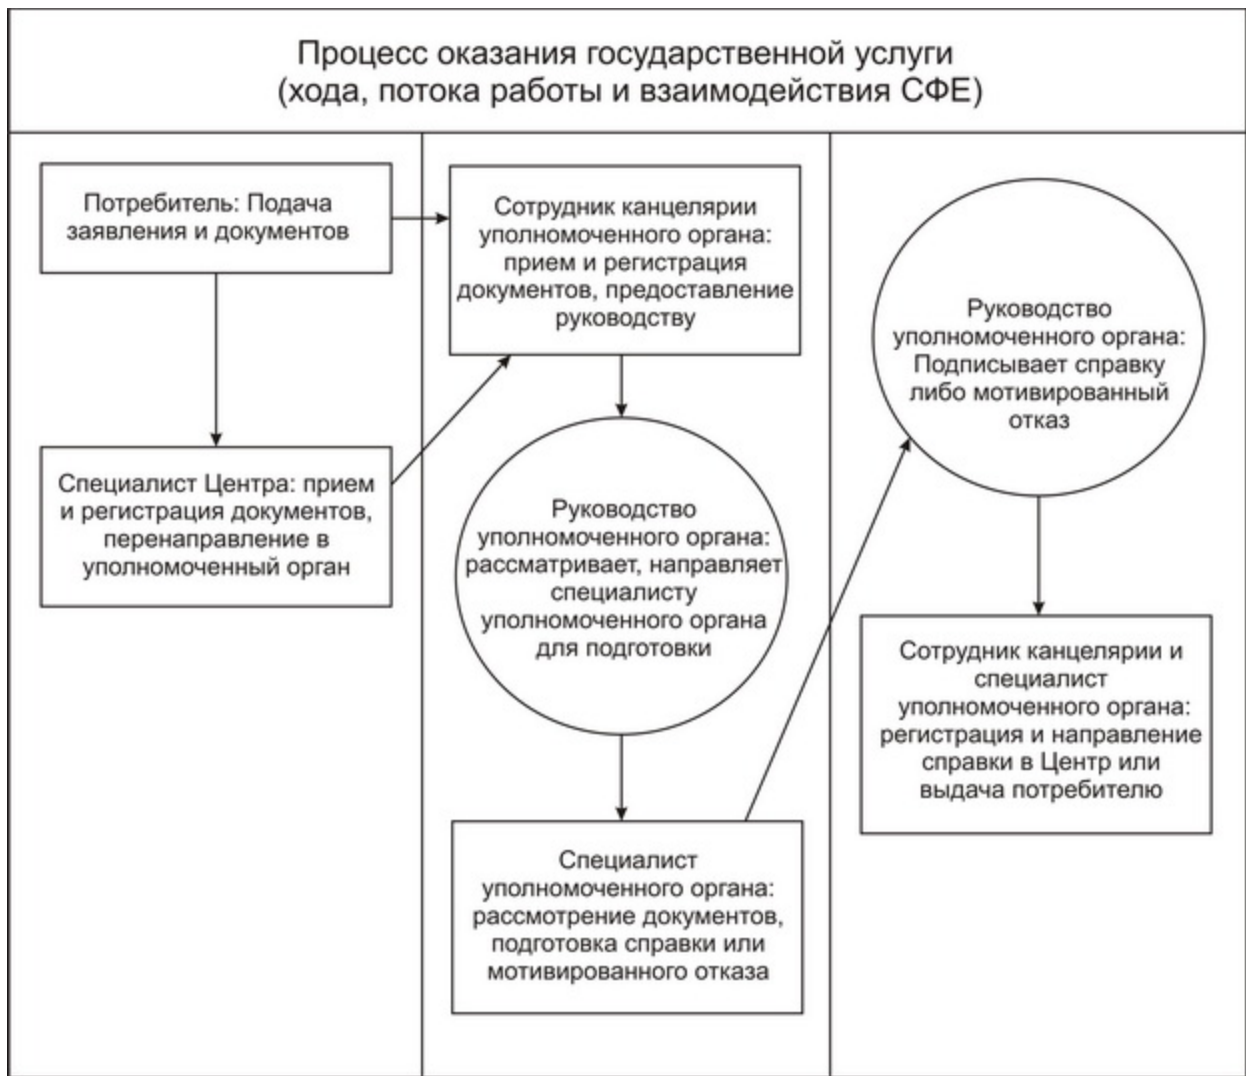 Процесс оказания государственной услуги
(хода, потока работы и взаимодействия СФЕ)
Потребитель: Подача
заявления и документов
Специалист Центра: прием
и регистрация документов,
перенаправление в
уполномоченный орган
Сотрудник канцелярии
уполномоченного органа:
прием и регистрация
документов, предоставление
руководству
Руководство
уполномоченного органа:
рассматривает, направляет
специалисту
уполномоченного органа
для подготовки
Специалист
уполномоченного органа:
рассмотрение документов,
подготовка справки или
мотивированного отказа
Руководство
уполномоченного органа:
Подписывает справку
либо мотивированный
отказ
Сотрудник канцелярии и
специалист
уполномоченного органа:
регистрация и направление
справки в Центр или
выдача потребителю